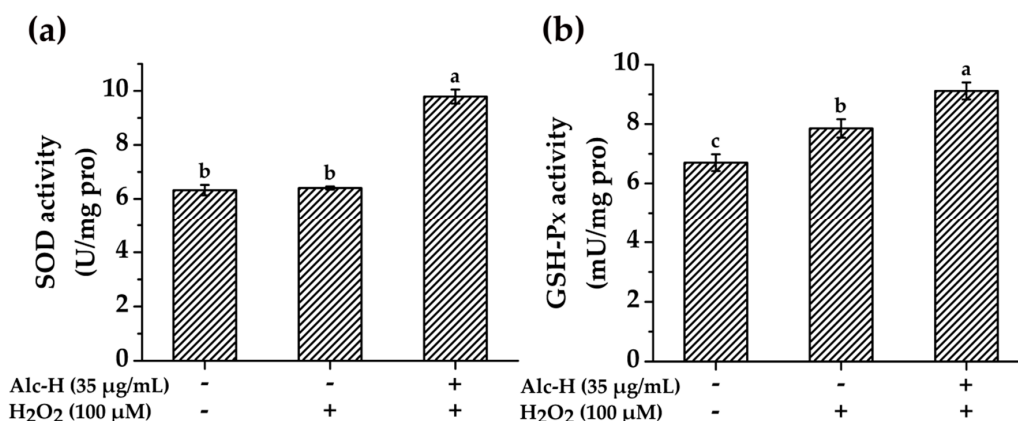 (a)
SOD activity
(U/mg pro)
10
8
6
4
2
0
b
b
a
Alc-H (35 μg/mL) - - +
H2O2 (100 μM) - + +
(b)
GSH-Px activity
(mU/mg pro)
10
8
6
4
2
0
c
b
a
Alc-H (35 μg/mL) - - +
H2O2 (100 μM) - + +